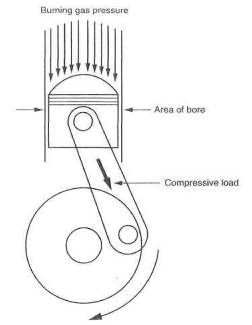 Burning gas pressure
Area of bore
Compressive load